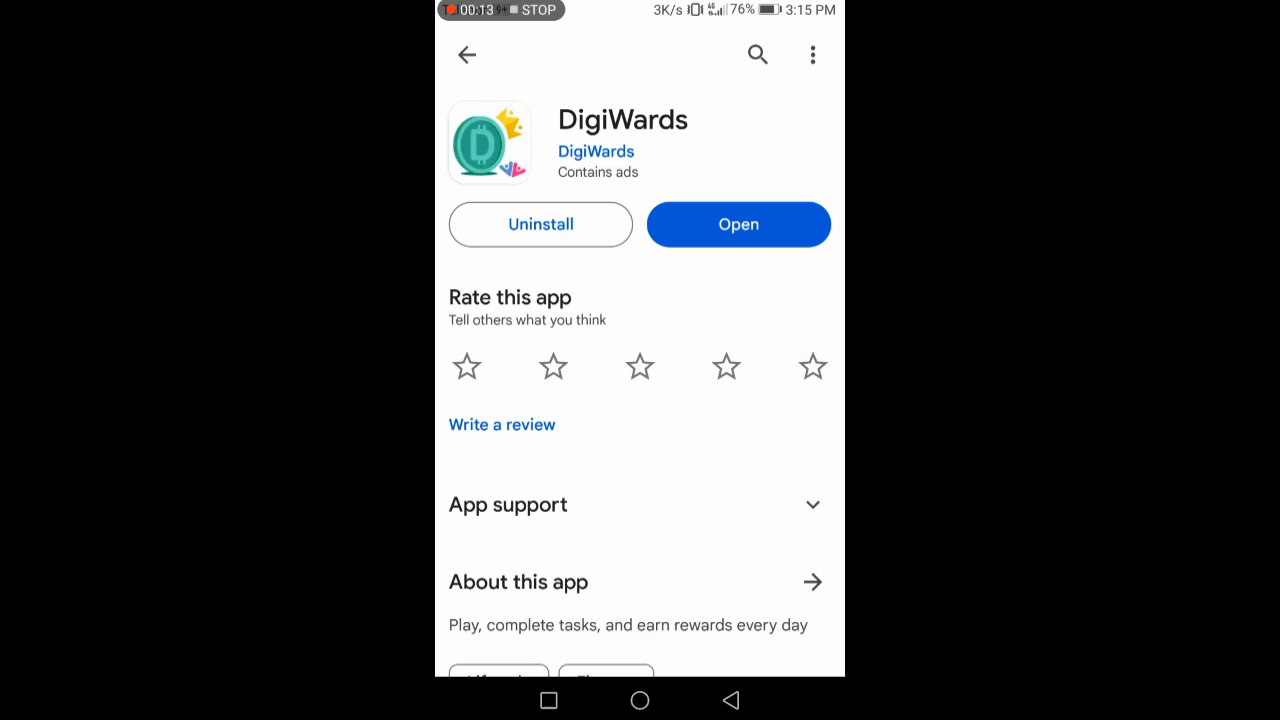 00:13 STOP 3K/s 76% 3:15 PM
DigiWards
DigiWards
Contains ads
Uninstall Open
Rate this app
Tell others what you think
Write a review
App support
About this app
Play, complete tasks, and earn rewards every day